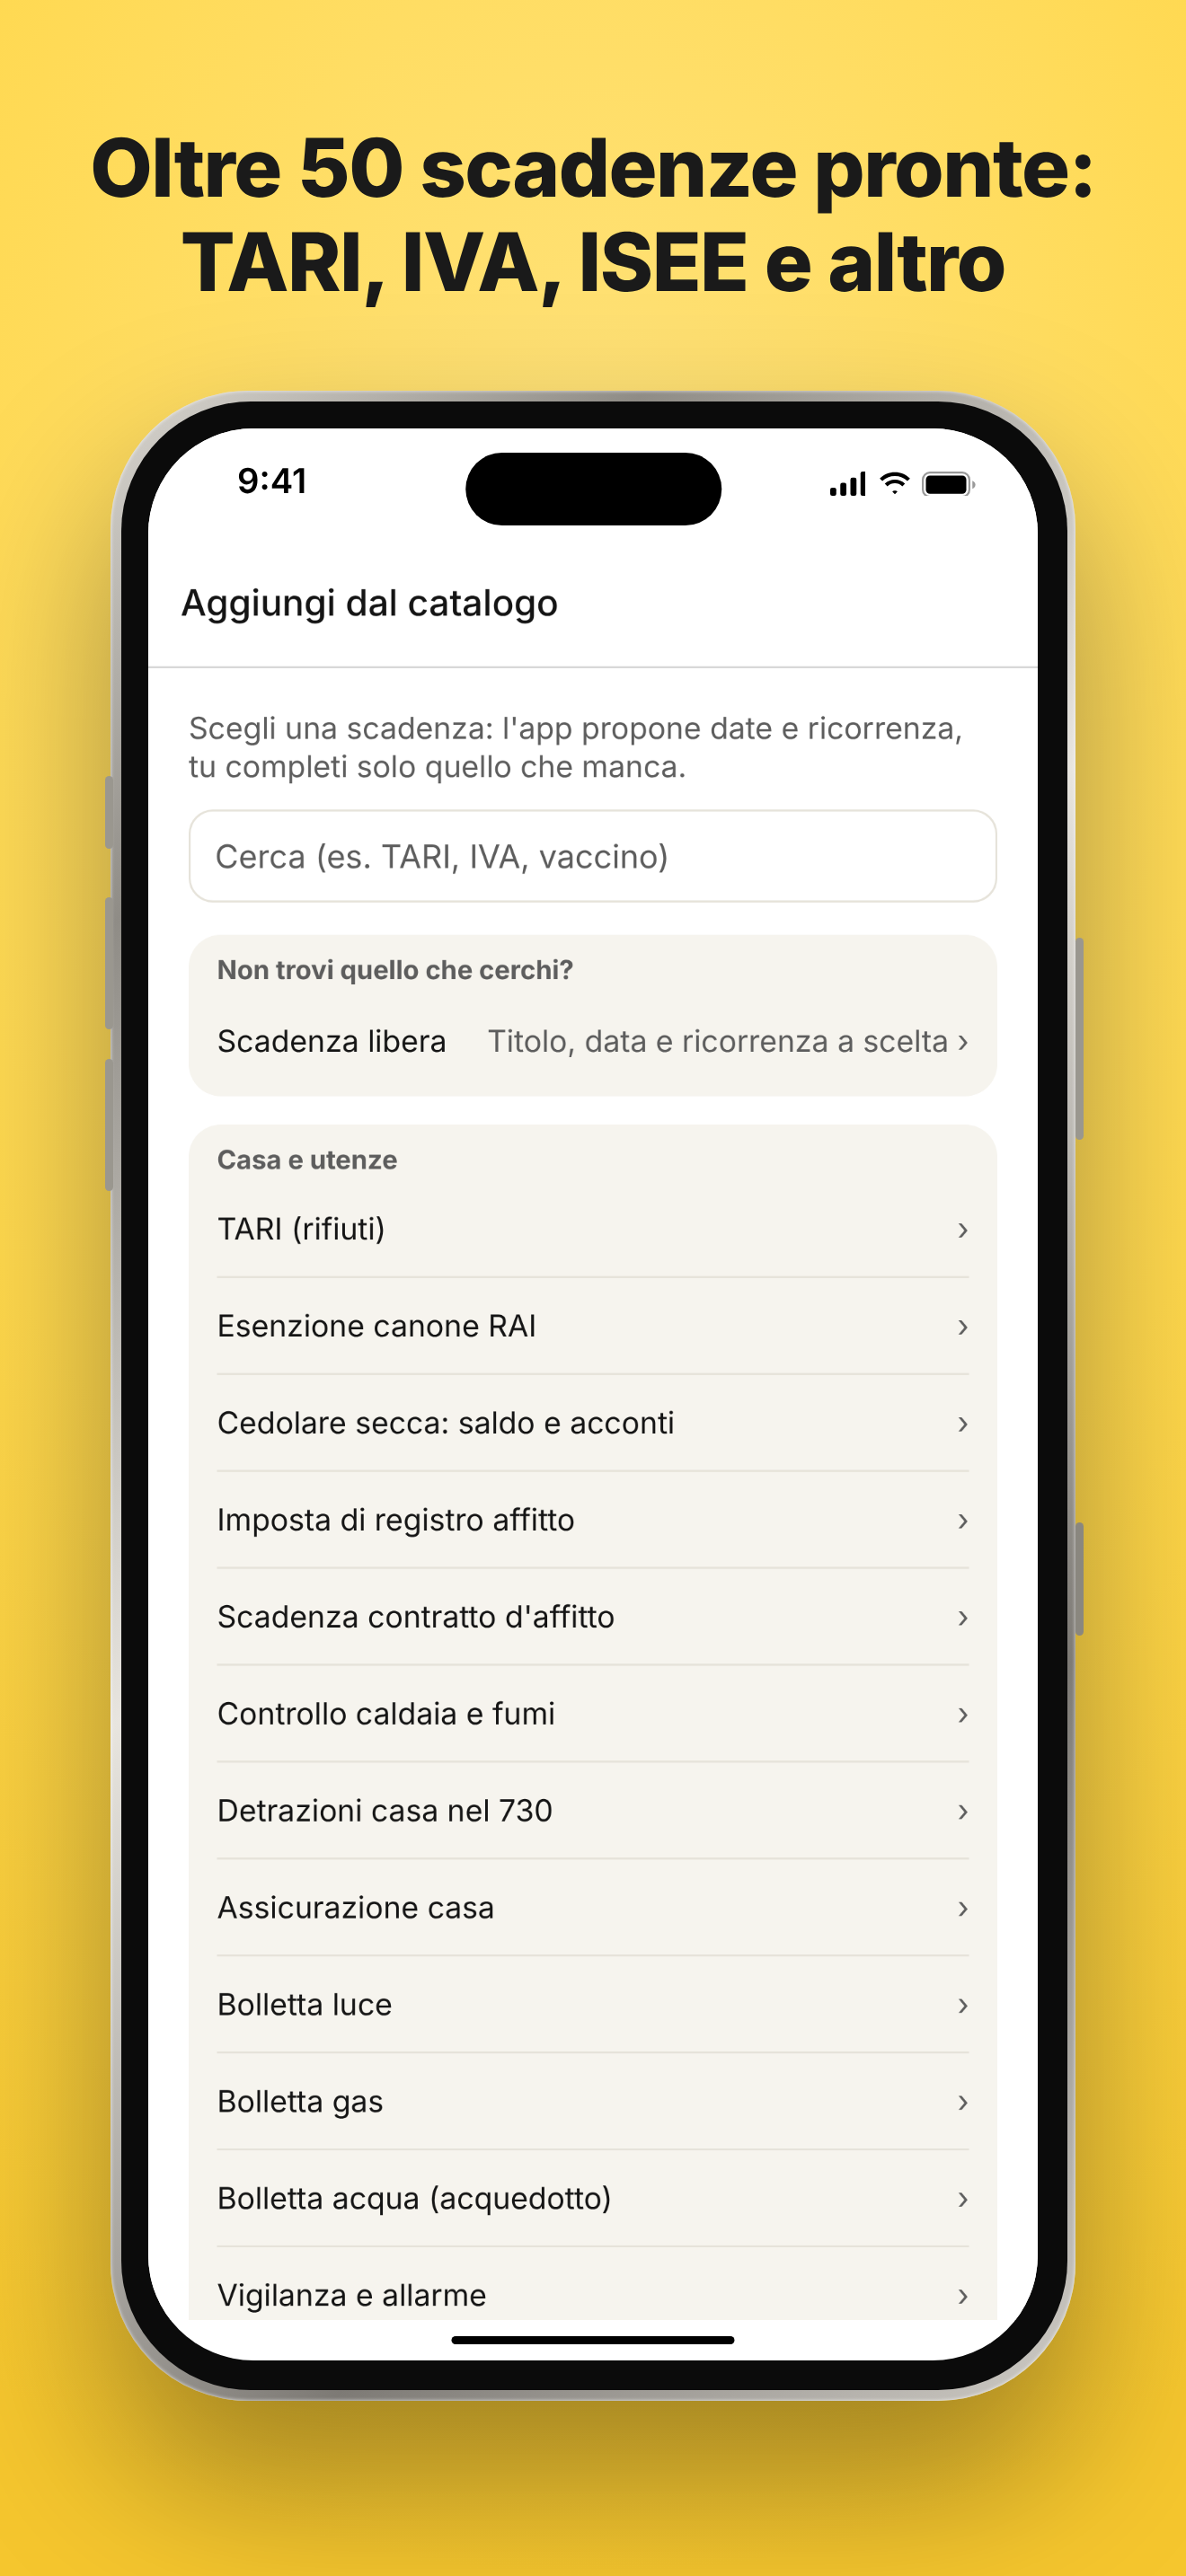 Oltre 50 scadenze pronte:
TARI, IVA, ISEE e altro
9:41
Aggiungi dal catalogo
Scegli una scadenza: l'app propone date e ricorrenza,
tu completi solo quello che manca.
Cerca (es. TARI, IVA, vaccino)
Non trovi quello che cerchi?
Scadenza libera Titolo, data e ricorrenza a scelta ›
Casa e utenze
TARI (rifiuti) ›
Esenzione canone RAI ›
Cedolare secca: saldo e acconti ›
Imposta di registro affitto ›
Scadenza contratto d'affitto ›
Controllo caldaia e fumi ›
Detrazioni casa nel 730 ›
Assicurazione casa ›
Bolletta luce ›
Bolletta gas ›
Bolletta acqua (acquedotto) ›
Vigilanza e allarme ›